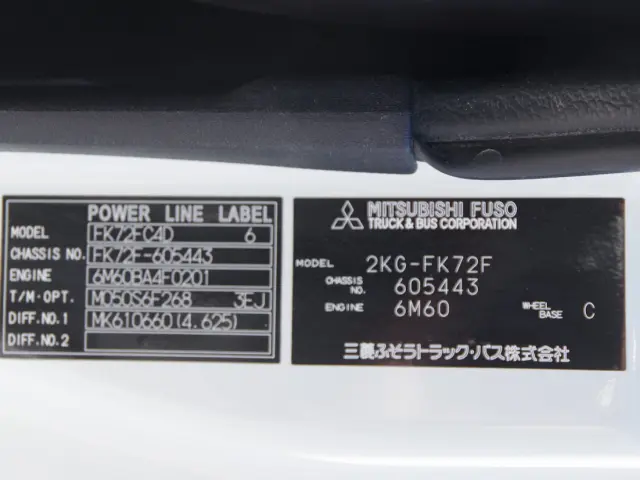 POWER LINE LABEL
MODEL FK72FC4D 6
CHASSIS NO. FK72F-605443
ENGINE 6M60BA4F0201
T/M·OPT. M050S6F268 3EJ
DIFF.NO.1 MK610660(4.625)
DIFF.NO.2
MITSUBISHI FUSO
TRUCK & BUS CORPORATION
MODEL 2KG-FK72F
CHASSIS NO. 605443
ENGINE 6M60 WHEEL BASE C
三菱ふそうトラック・バス株式会社